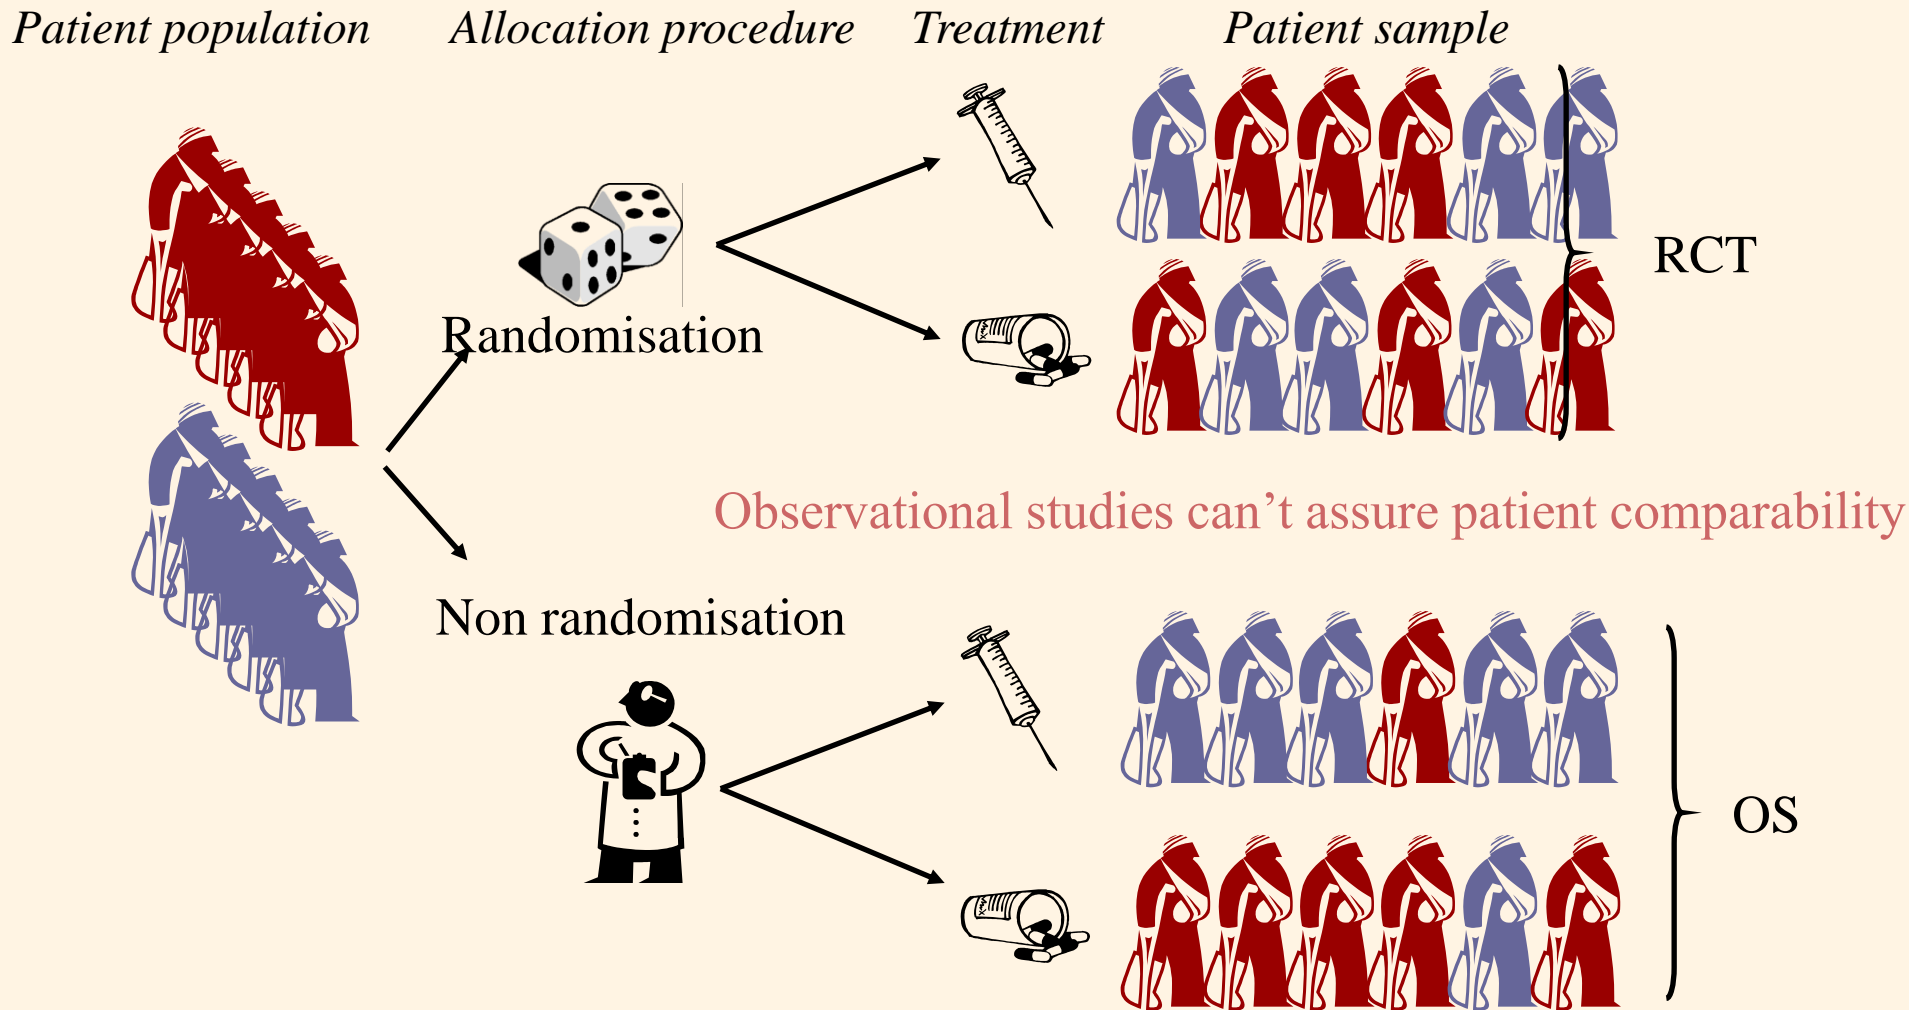 Patient population Allocation procedure Treatment Patient sample
RCT
Randomisation
Observational studies can’t assure patient comparability
Non randomisation
OS